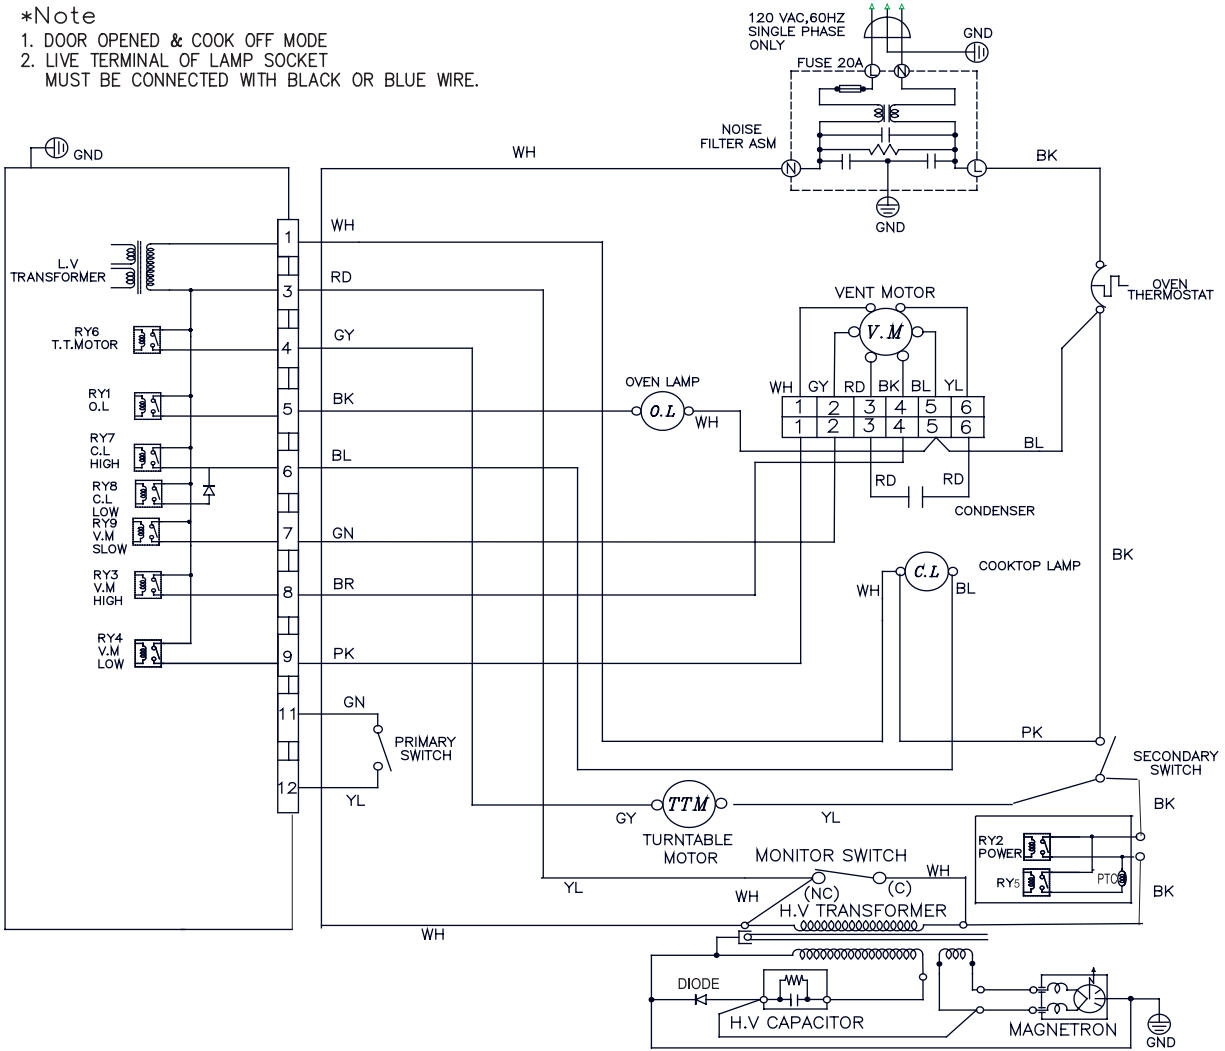 *Note
1. DOOR OPENED & COOK OFF MODE
2. LIVE TERMINAL OF LAMP SOCKET
MUST BE CONNECTED WITH BLACK OR BLUE WIRE.
120 VAC,60HZ
SINGLE PHASE
ONLY
GND
FUSE 20A
L
N
NOISE
FILTER ASM
N
L
GND
WH
BK
GND
L.V
TRANSFORMER
RY6
T.T.MOTOR
RY1
O.L
RY7
C.L
HIGH
RY8
C.L
LOW
RY9
V.M
SLOW
RY3
V.M
HIGH
RY4
V.M
LOW
1
3
4
5
6
7
8
9
11
12
WH
RD
GY
BK
BL
GN
BR
PK
GN
YL
PRIMARY
SWITCH
OVEN LAMP
O.L
WH
VENT MOTOR
V.M
WH GY RD BK BL YL
1 2 3 4 5 6
1 2 3 4 5 6
RD
RD
CONDENSER
BL
OVEN
THERMOSTAT
BK
C.L
COOKTOP LAMP
WH
BL
PK
SECONDARY
SWITCH
BK
TTM
GY
YL
TURNTABLE
MOTOR
RY2
POWER
RY5
PTC
BK
MONITOR SWITCH
WH
YL
WH
(NC)
(C)
H.V TRANSFORMER
WH
DIODE
H.V CAPACITOR
MAGNETRON
N
GND